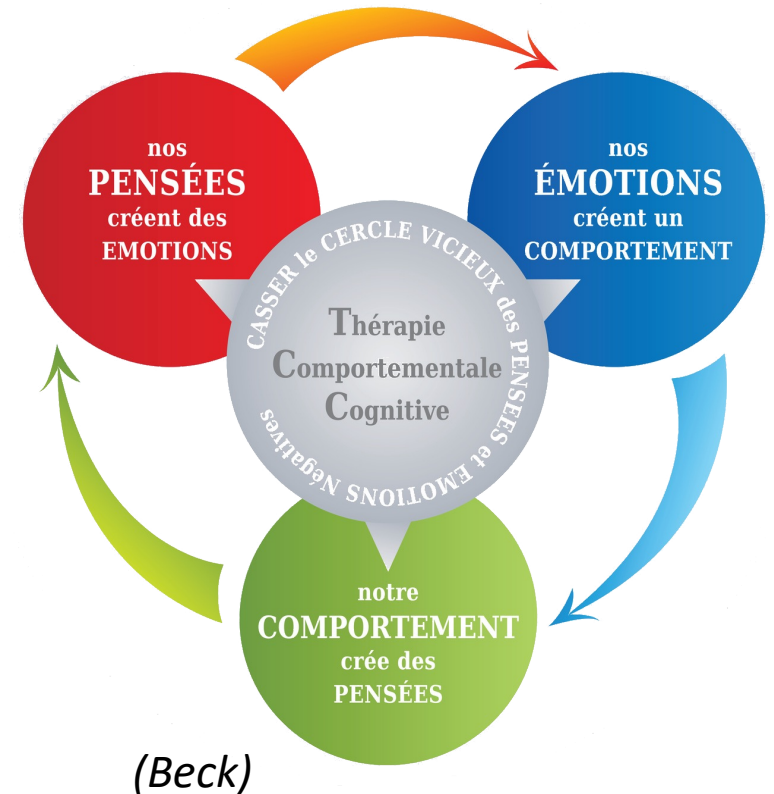 nos
PENSÉES
créent des
EMOTIONS
nos
ÉMOTIONS
créent un
COMPORTEMENT
CASSER le CERCLE VICIEUX des PENSEES et EMOTIONS Négatives
Thérapie
Comportementale
Cognitive
notre
COMPORTEMENT
crée des
PENSÉES
(Beck)